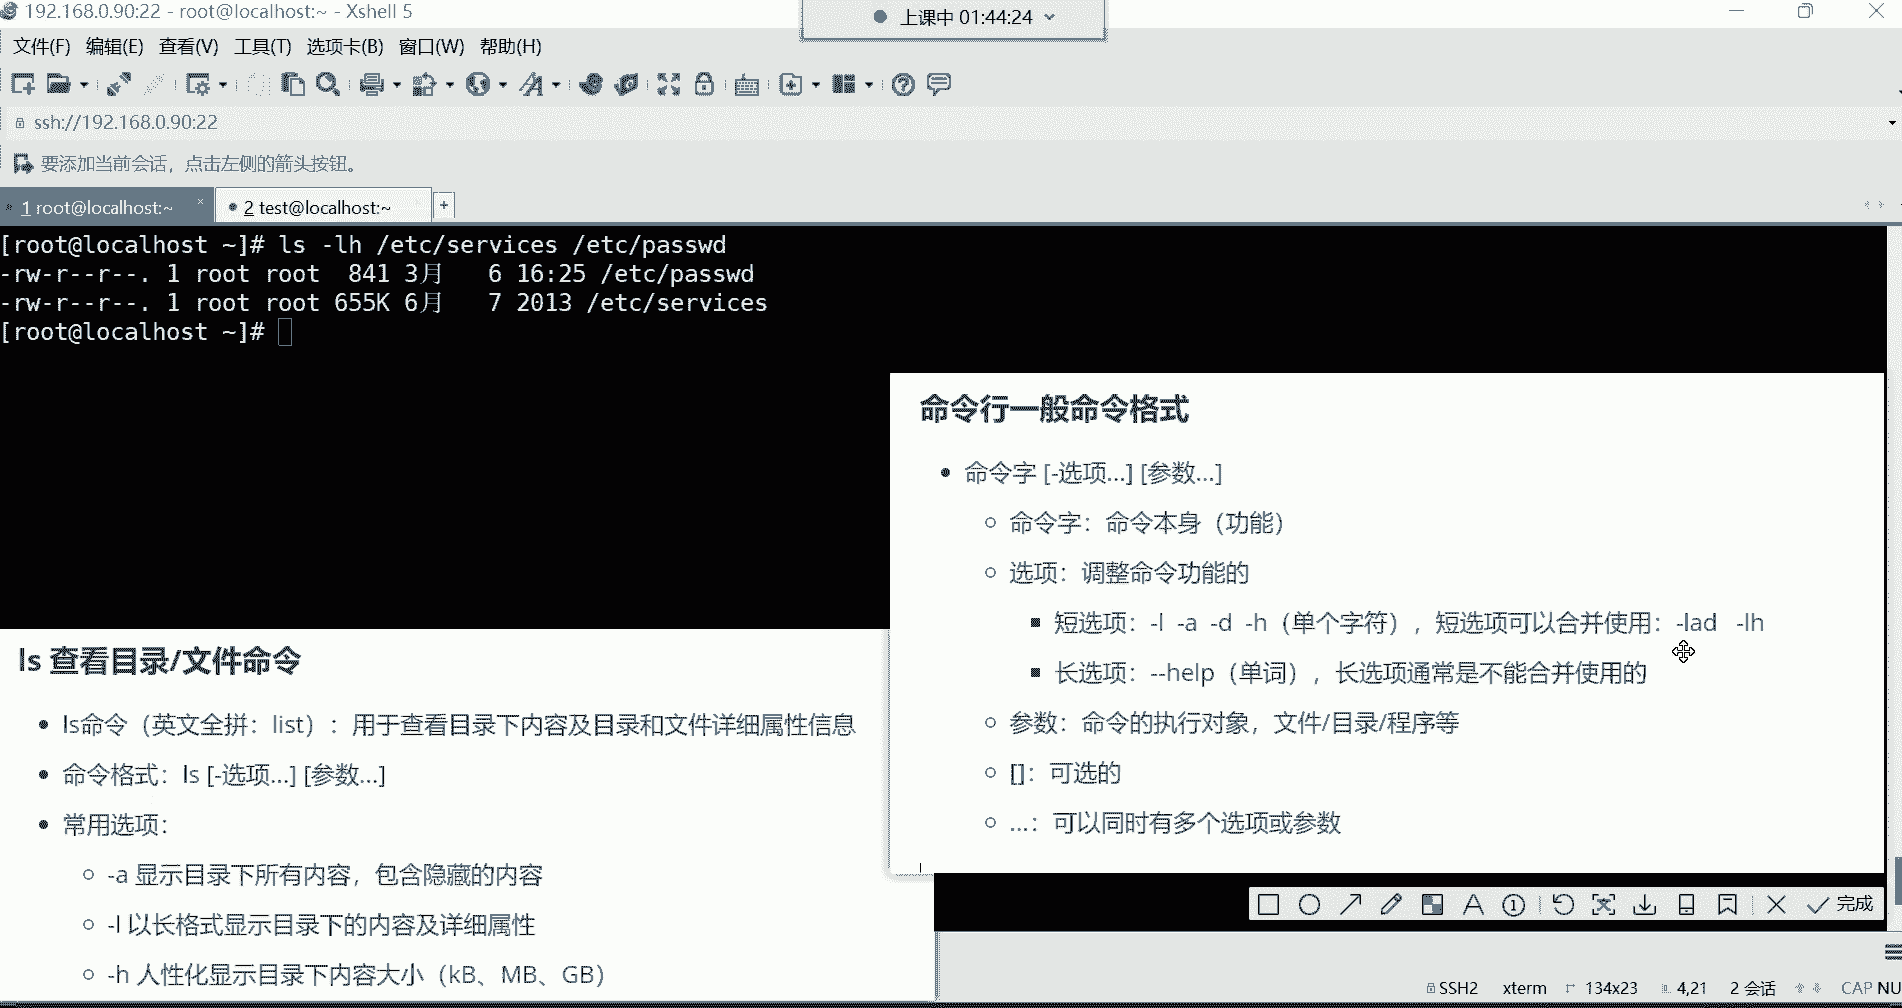 192.168.0.90:22 - root@localhost:~ - Xshell 5
上课中 01:44:24
文件(F) 编辑(E) 查看(V) 工具(T) 选项卡(B) 窗口(W) 帮助(H)
ssh://192.168.0.90:22
要添加当前会话，点击左侧的箭头按钮。
1 root@localhost:~ × 2 test@localhost:~ +
[root@localhost ~]# ls -lh /etc/services /etc/passwd
-rw-r--r--. 1 root root  841 3月   6 16:25 /etc/passwd
-rw-r--r--. 1 root root 655K 6月   7 2013 /etc/services
[root@localhost ~]#
命令行一般命令格式
• 命令字 [-选项…] [参数…]
○ 命令字：命令本身（功能）
○ 选项：调整命令功能的
▪ 短选项：-l -a -d -h（单个字符），短选项可以合并使用：-lad -lh
▪ 长选项：--help（单词），长选项通常是不能合并使用的
○ 参数：命令的执行对象，文件/目录/程序等
○ []：可选的
○ …：可以同时有多个选项或参数
ls 查看目录/文件命令
• ls命令（英文全拼：list）：用于查看目录下内容及目录和文件详细属性信息
• 命令格式：ls [-选项…] [参数…]
• 常用选项：
○ -a 显示目录下所有内容，包含隐藏的内容
○ -l 以长格式显示目录下的内容及详细属性
○ -h 人性化显示目录下内容大小（kB、MB、GB）
完成
SSH2 xterm 134x23 4,21 2 会话 CAP NU